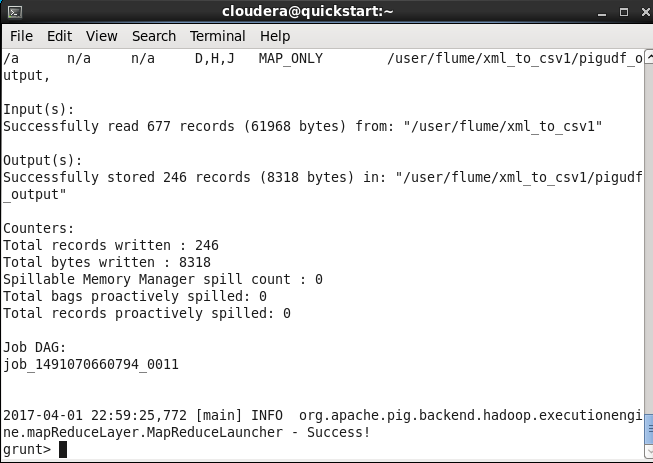 cloudera@quickstart:~
File Edit View Search Terminal Help
/a n/a n/a D,H,J MAP_ONLY /user/flume/xml_to_csv1/pigudf_o
utput,
Input(s):
Successfully read 677 records (61968 bytes) from: "/user/flume/xml_to_csv1"
Output(s):
Successfully stored 246 records (8318 bytes) in: "/user/flume/xml_to_csv1/pigudf
_output"
Counters:
Total records written : 246
Total bytes written : 8318
Spillable Memory Manager spill count : 0
Total bags proactively spilled: 0
Total records proactively spilled: 0
Job DAG:
job_1491070660794_0011
2017-04-01 22:59:25,772 [main] INFO org.apache.pig.backend.hadoop.executionengi
ne.mapReduceLayer.MapReduceLauncher - Success!
grunt>